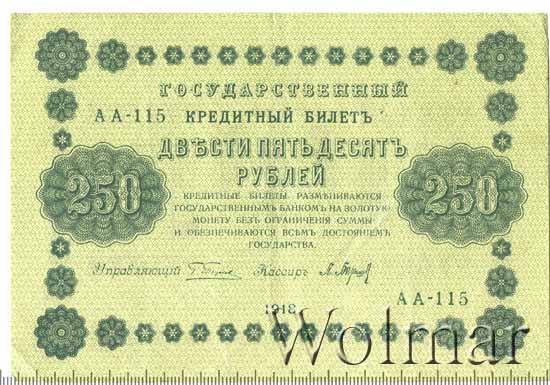 ГОСУДАРСТВЕННЫЙ
АА-115 КРЕДИТНЫЙ БИЛЕТЪ
ДВѢСТИ ПЯТЬДЕСЯТЪ
РУБЛЕЙ
250 250
КРЕДИТНЫЕ БИЛЕТЫ РАЗМѢНИВАЮТСЯ
ГОСУДАРСТВЕННЫМЪ БАНКОМЪ НА ЗОЛОТУЮ
МОНЕТУ БЕЗЪ ОГРАНИЧЕНІЯ СУММЫ
И ОБЕЗПЕЧИВАЮТСЯ ВСѢМЪ ДОСТОЯНІЕМЪ
ГОСУДАРСТВА.
Управляющій Кассиръ
АА-115
1918
Wolmar